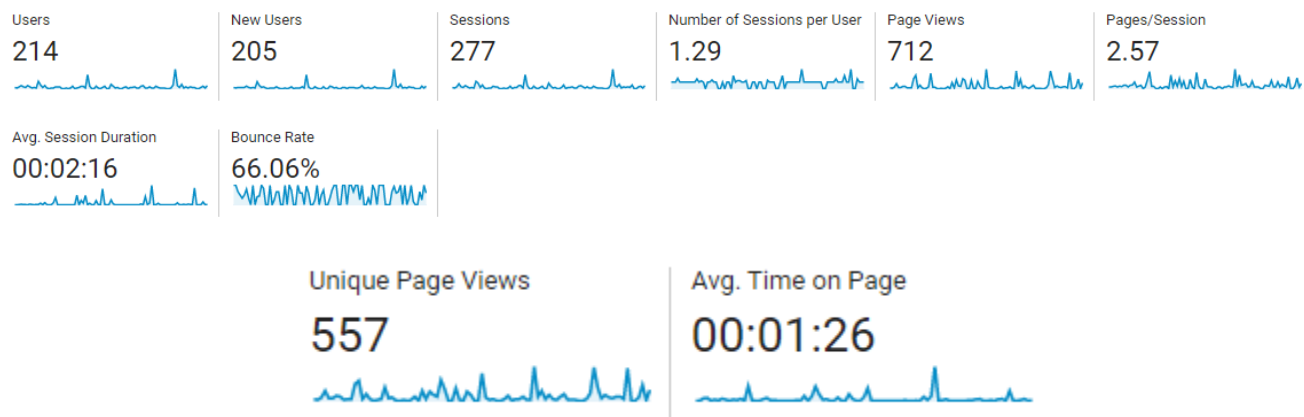 Users
New Users
Sessions
Number of Sessions per User
Page Views
Pages/Session
214
205
277
1.29
712
2.57
Avg. Session Duration
Bounce Rate
00:02:16
66.06%
Unique Page Views
Avg. Time on Page
557
00:01:26